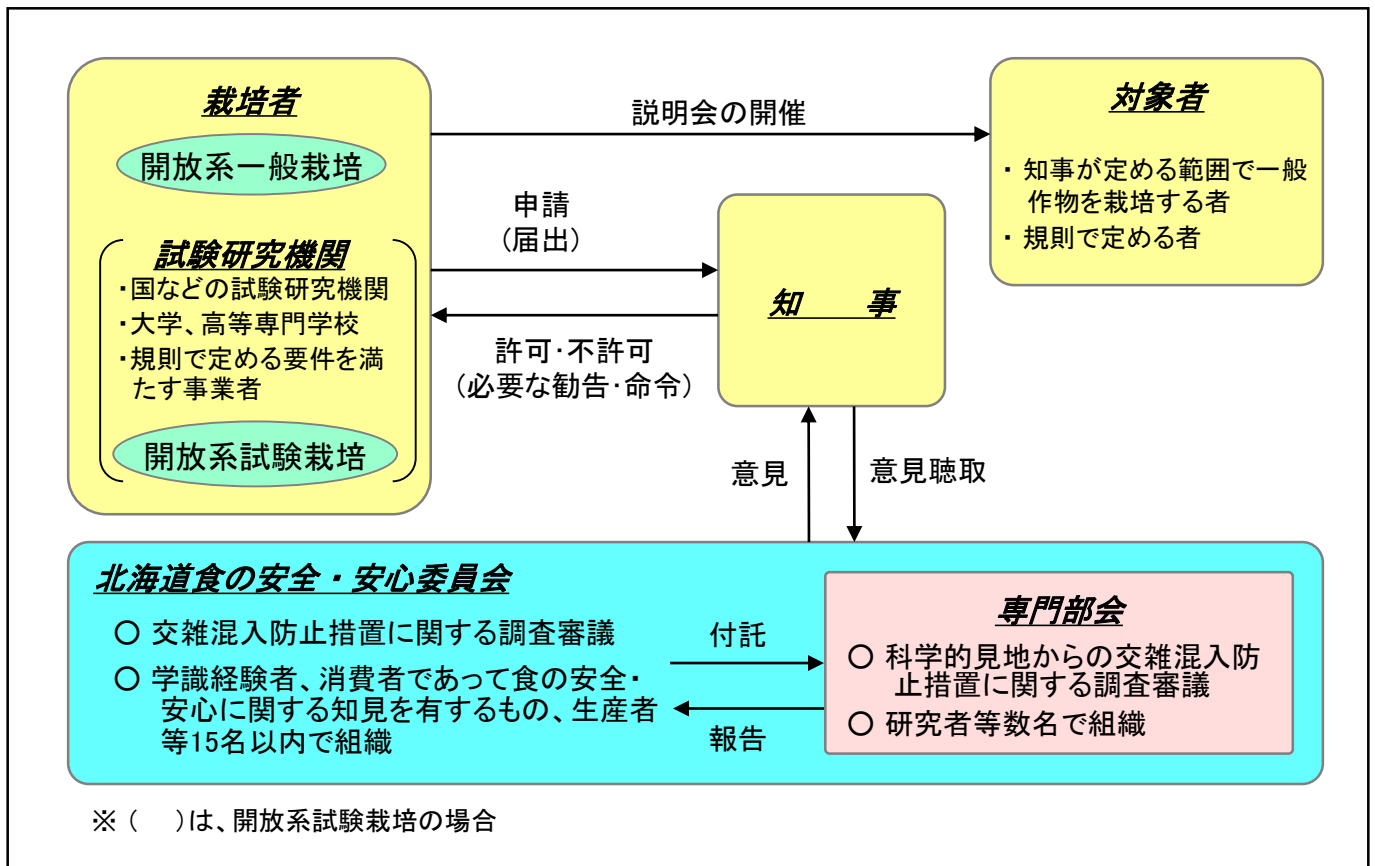 栽培者
開放系一般栽培
試験研究機関
・国などの試験研究機関
・大学、高等専門学校
・規則で定める要件を満
たす事業者
開放系試験栽培
説明会の開催
対象者
・ 知事が定める範囲で一般
作物を栽培する者
・ 規則で定める者
申請
(届出)
許可・不許可
(必要な勧告・命令)
知　事
意見
意見聴取
北海道食の安全・安心委員会
○ 交雑混入防止措置に関する調査審議
○ 学識経験者、消費者であって食の安全・
安心に関する知見を有するもの、生産者
等15名以内で組織
付託
報告
専門部会
○ 科学的見地からの交雑混入防
止措置に関する調査審議
○ 研究者等数名で組織
※ (　)は、開放系試験栽培の場合